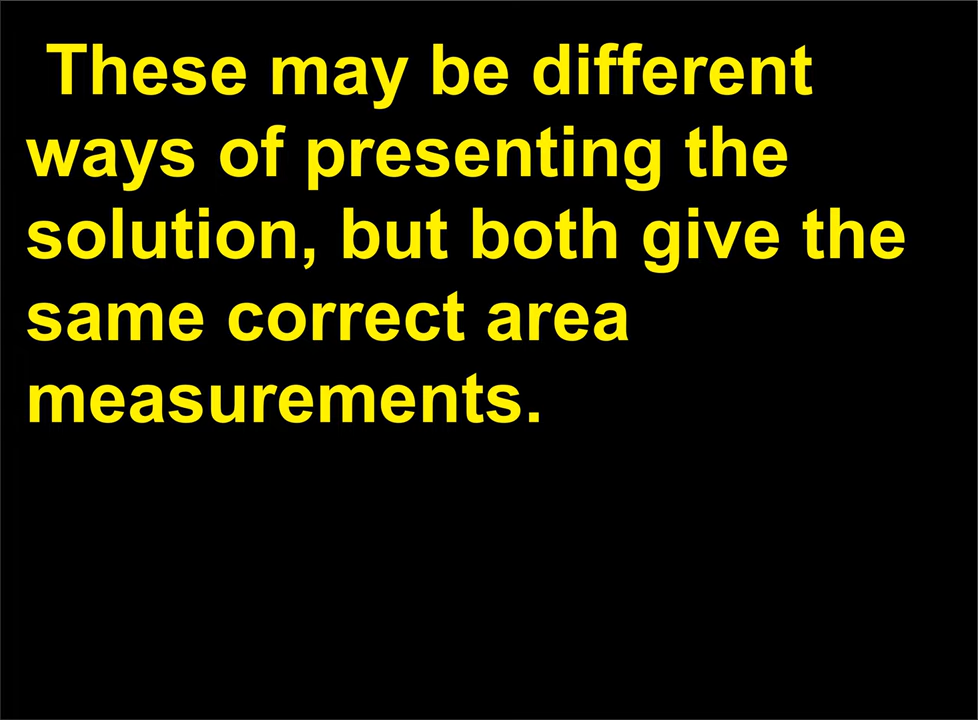 These may be different
ways of presenting the
solution, but both give the
same correct area
measurements.